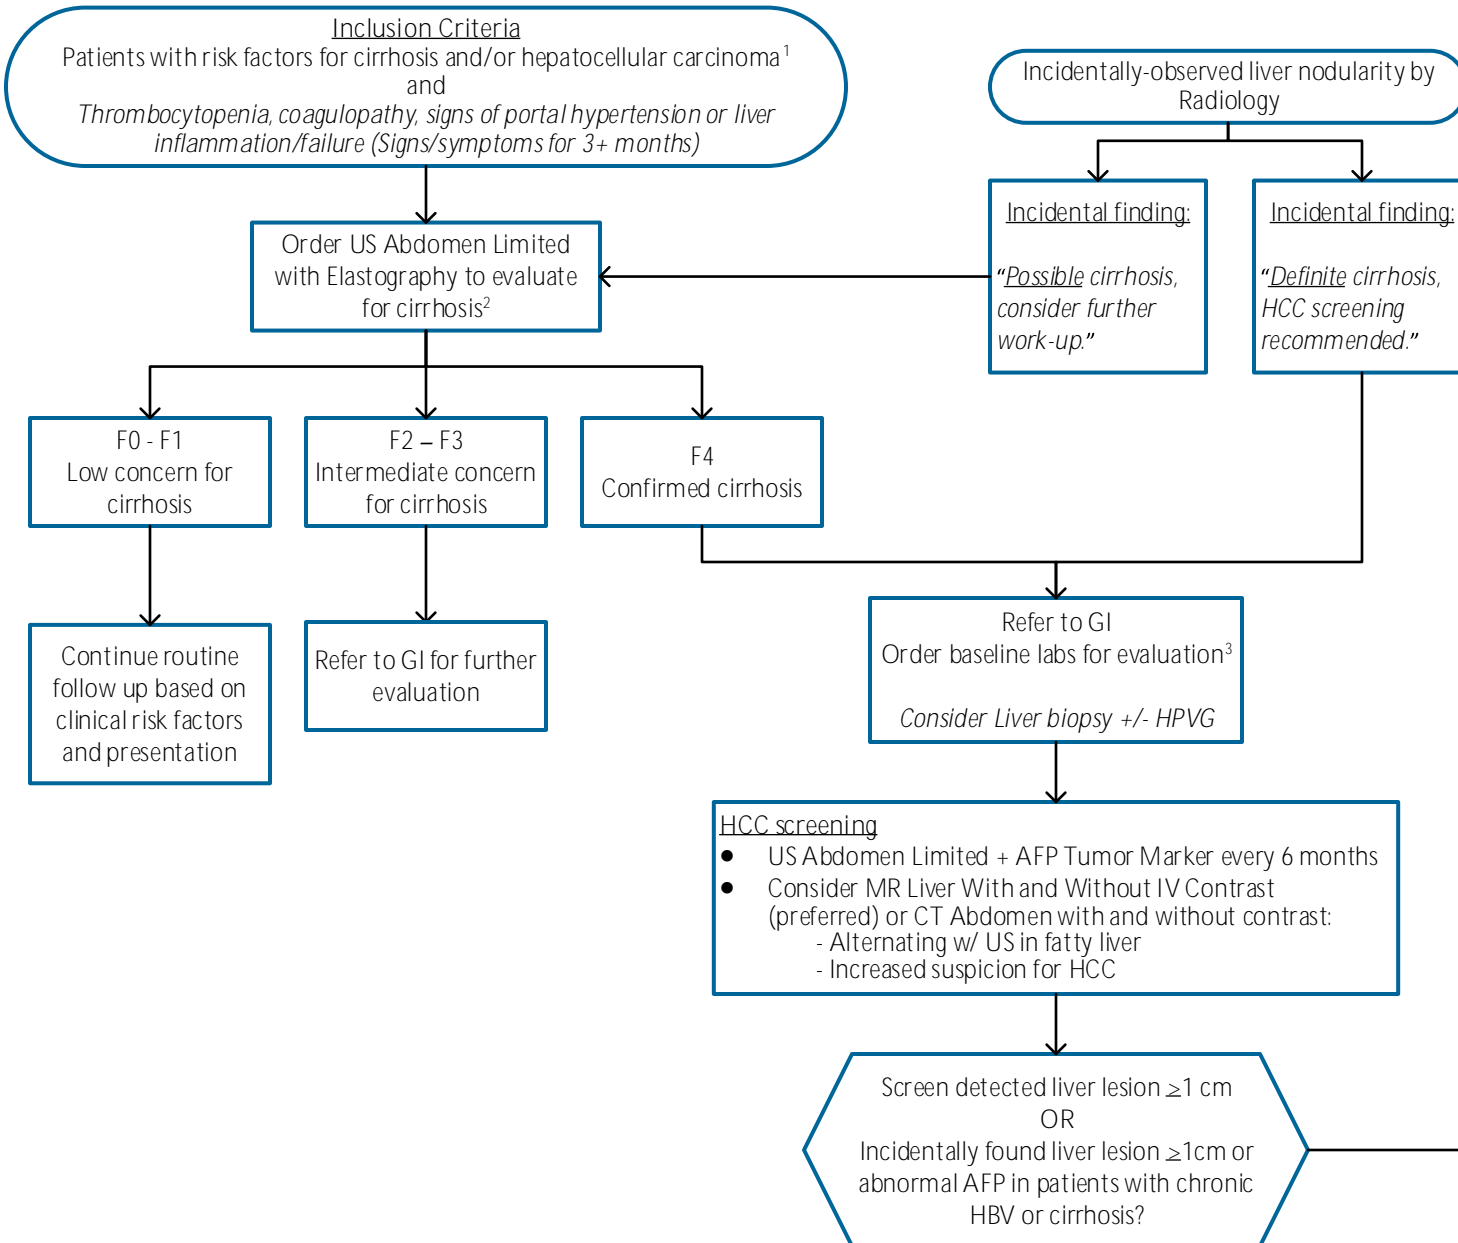 Inclusion Criteria
Patients with risk factors for cirrhosis and/or hepatocellular carcinoma1
and
Thrombocytopenia, coagulopathy, signs of portal hypertension or liver
inflammation/failure (Signs/symptoms for 3+ months)
Incidentally-observed liver nodularity by
Radiology
Incidental finding:
“Possible cirrhosis,
consider further
work-up.”
Incidental finding:
“Definite cirrhosis,
HCC screening
recommended.”
Order US Abdomen Limited
with Elastography to evaluate
for cirrhosis2
F0 - F1
Low concern for
cirrhosis
F2 – F3
Intermediate concern
for cirrhosis
F4
Confirmed cirrhosis
Continue routine
follow up based on
clinical risk factors
and presentation
Refer to GI for further
evaluation
Refer to GI
Order baseline labs for evaluation3
Consider Liver biopsy +/- HPVG
HCC screening
● US Abdomen Limited + AFP Tumor Marker every 6 months
● Consider MR Liver With and Without IV Contrast
(preferred) or CT Abdomen with and without contrast:
- Alternating w/ US in fatty liver
- Increased suspicion for HCC
Screen detected liver lesion ≥1 cm
OR
Incidentally found liver lesion ≥1cm or
abnormal AFP in patients with chronic
HBV or cirrhosis?